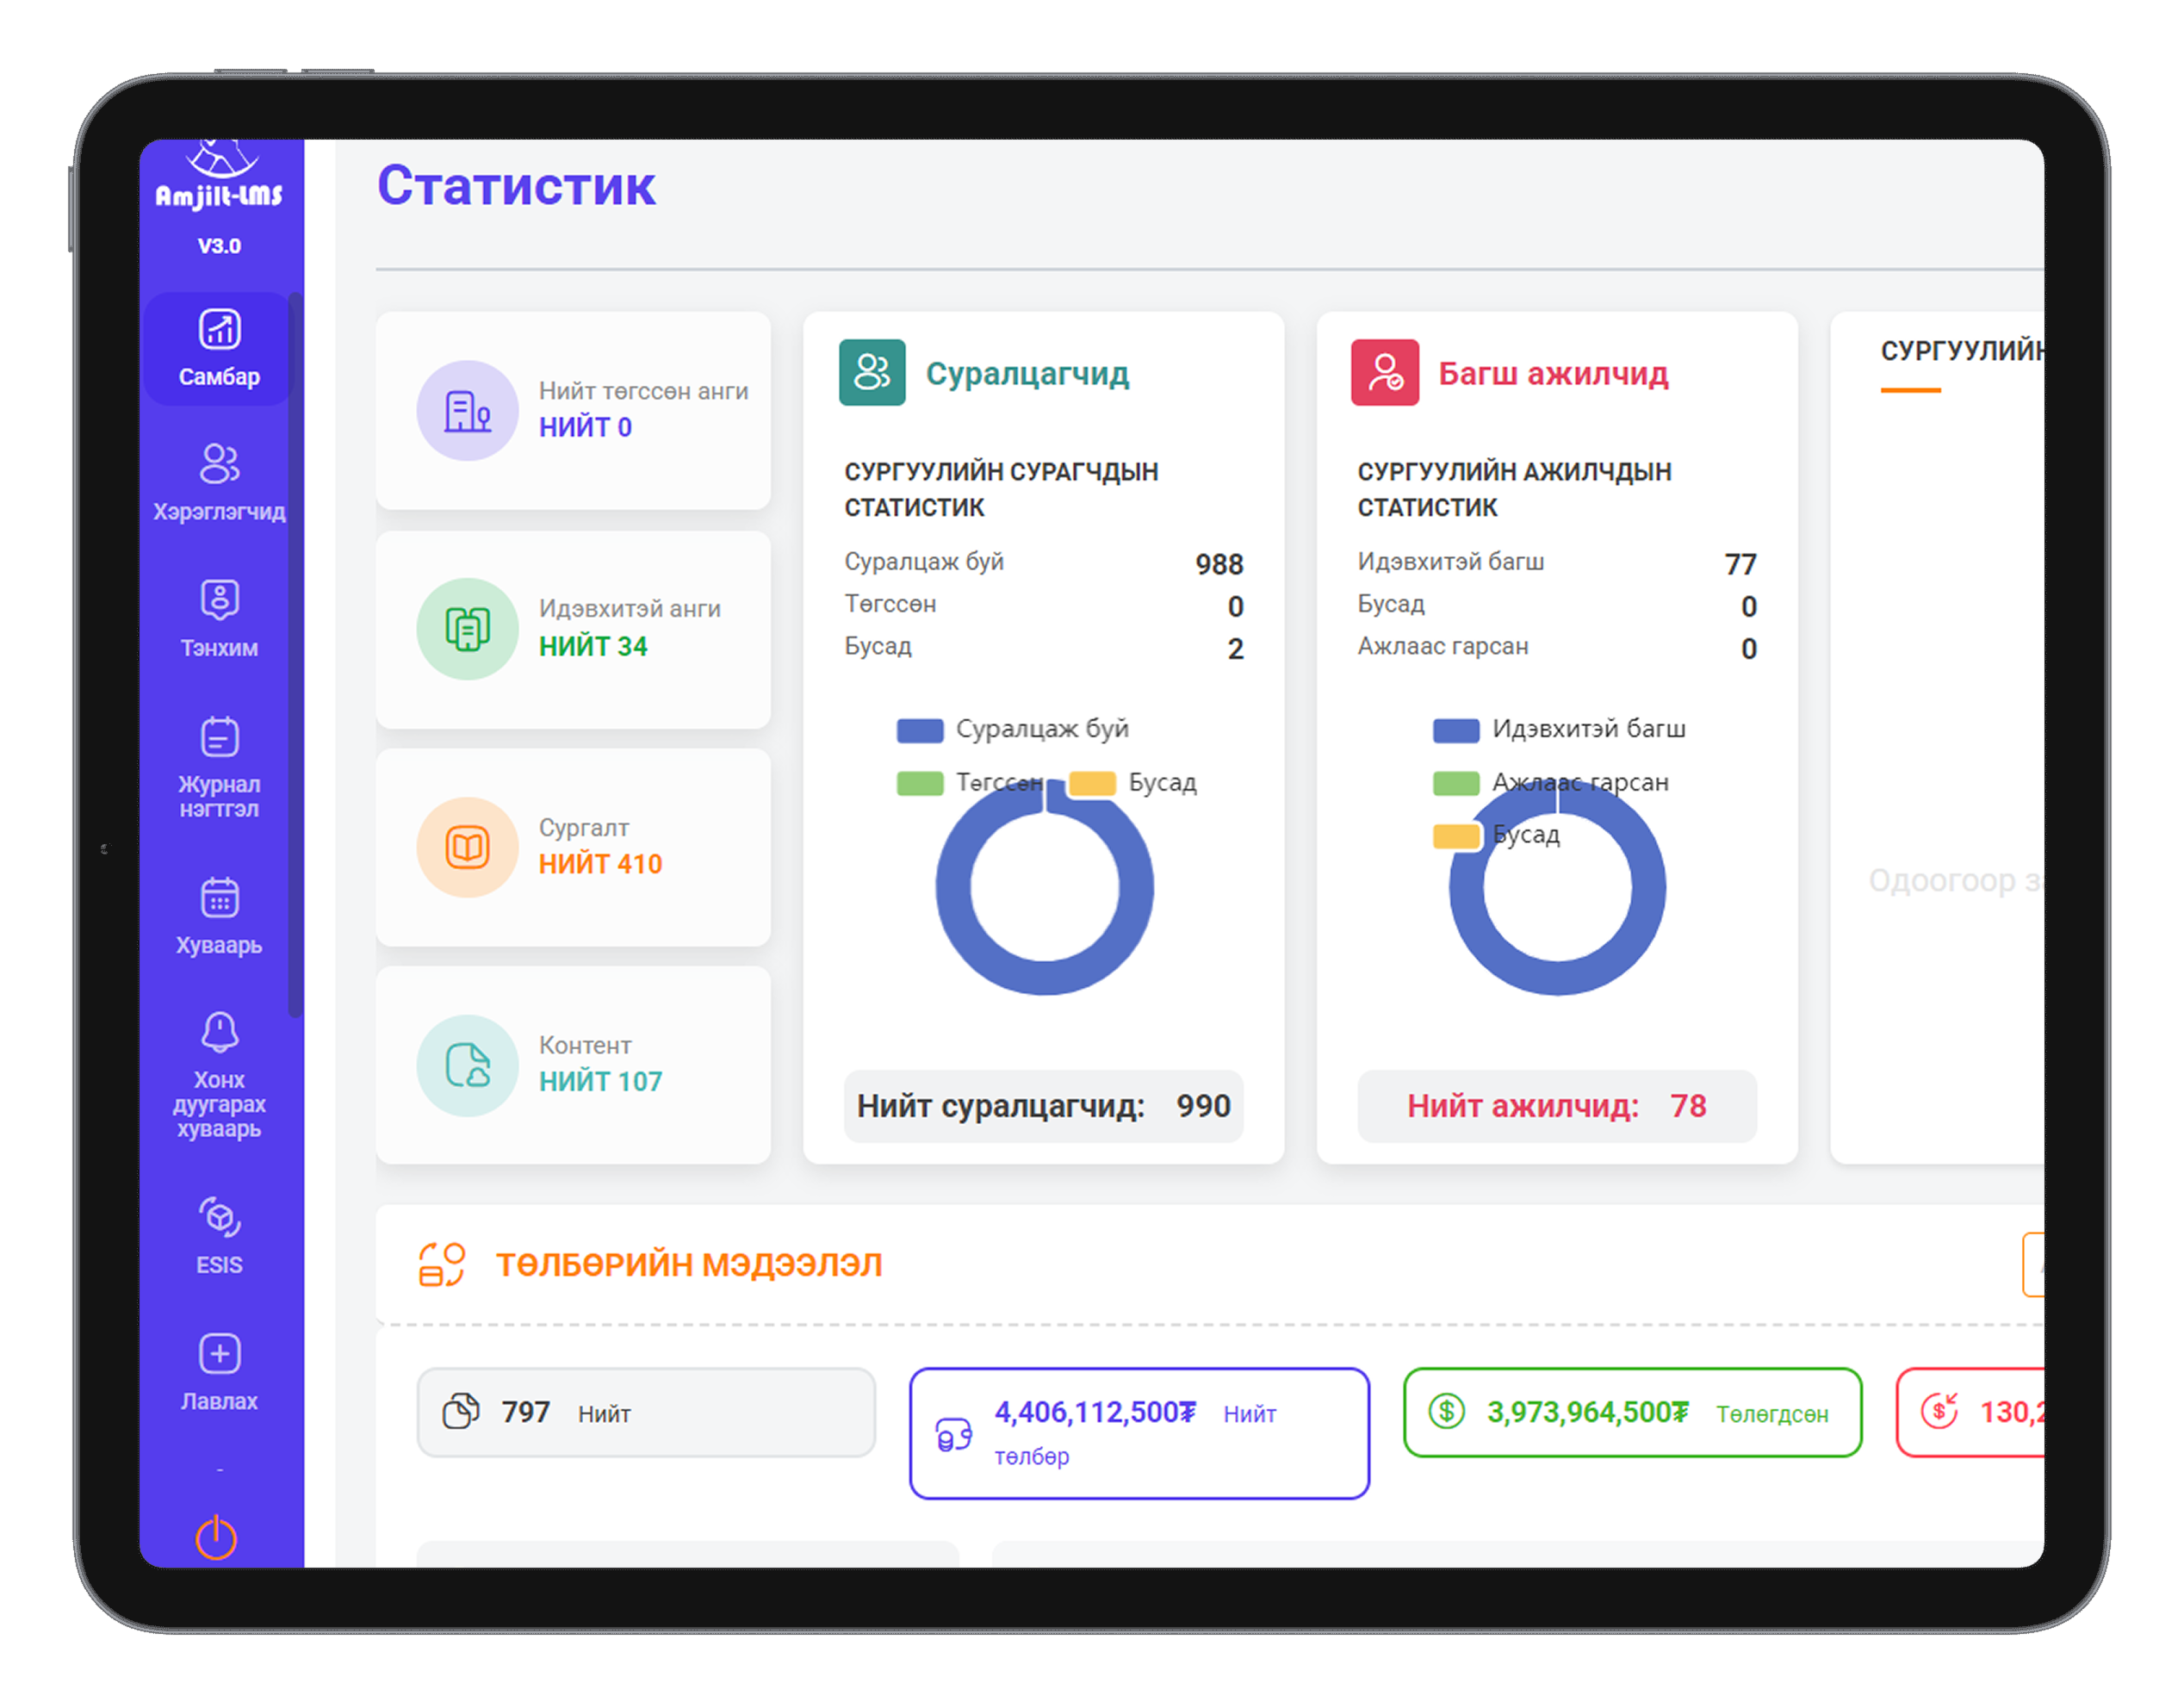 Amjilt-LMS
V3.0
Самбар
Хэрэглэгчид
Тэнхим
Журнал
нэгтгэл
Хуваарь
Хонх
дуугарах
хуваарь
ESIS
Лавлах
Статистик
Нийт төгссөн анги
НИЙТ 0
Идэвхитэй анги
НИЙТ 34
Сургалт
НИЙТ 410
Контент
НИЙТ 107
Суралцагчид
СУРГУУЛИЙН СУРАГЧДЫН
СТАТИСТИК
Суралцаж буй 988
Төгссөн 0
Бусад 2
Суралцаж буй
Төгссөн Бусад
Нийт суралцагчид: 990
Багш ажилчид
СУРГУУЛИЙН АЖИЛЧДЫН
СТАТИСТИК
Идэвхитэй багш 77
Бусад 0
Ажлаас гарсан 0
Идэвхитэй багш
Ажлаас гарсан
Бусад
Нийт ажилчид: 78
СУРГУУЛИЙН
Одоогоор
ТӨЛБӨРИЙН МЭДЭЭЛЭЛ
797 Нийт
4,406,112,500₮ Нийт
төлбөр
3,973,964,500₮ Төлөгдсөн
130,2